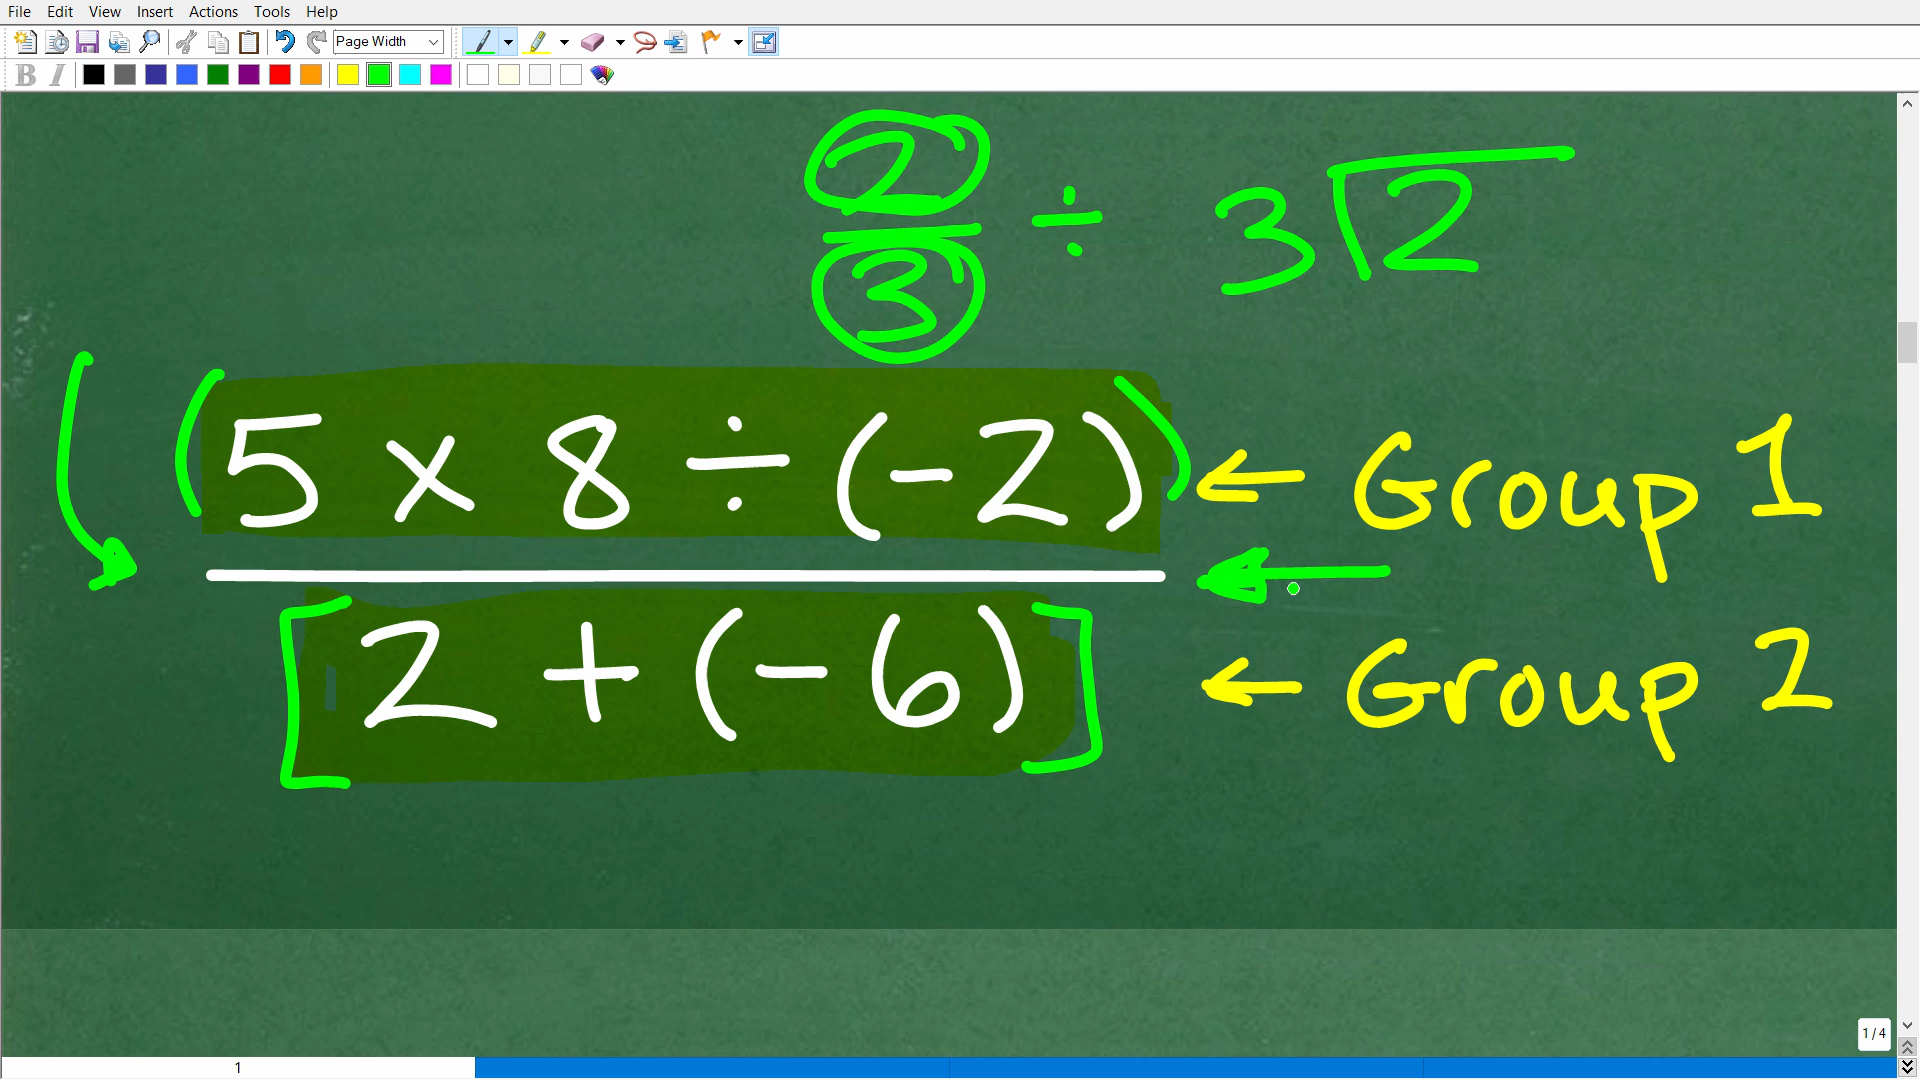 File Edit View Insert Actions Tools Help
Page Width
B I
2/3 ÷ 3√2
(5 x 8 ÷ (-2)) ← Group 1
[2 + (-6)] ← Group 2
1 / 4
1